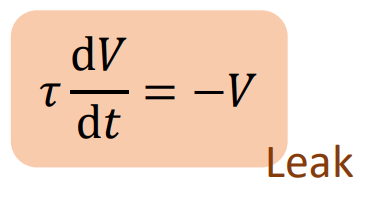 τ dV/dt = −V
Leak